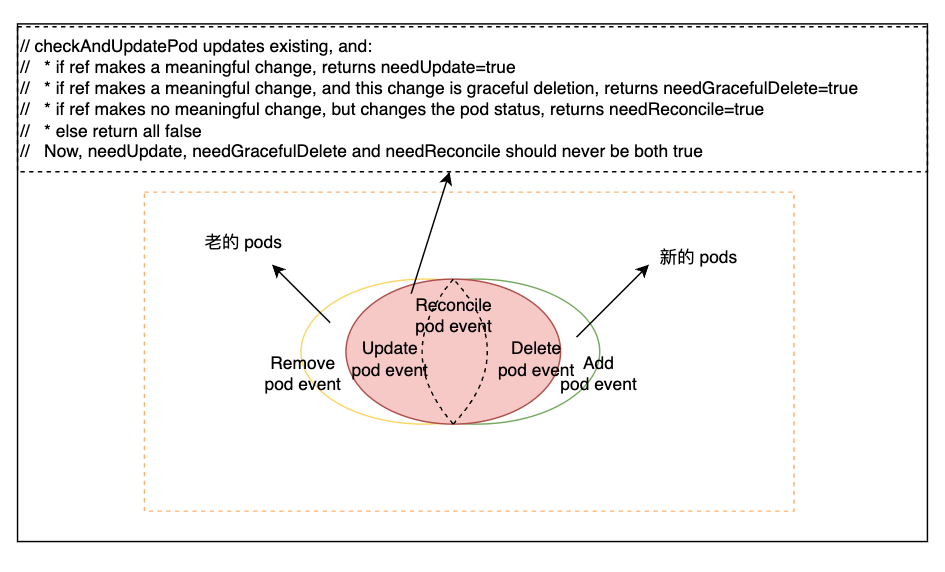 // checkAndUpdatePod updates existing, and:
//   * if ref makes a meaningful change, returns needUpdate=true
//   * if ref makes a meaningful change, and this change is graceful deletion, returns needGracefulDelete=true
//   * if ref makes no meaningful change, but changes the pod status, returns needReconcile=true
//   * else return all false
//   Now, needUpdate, needGracefulDelete and needReconcile should never be both true
老的 pods
新的 pods
Reconcile
pod event
Update
pod event
Delete
pod event
Remove
pod event
Add
pod event